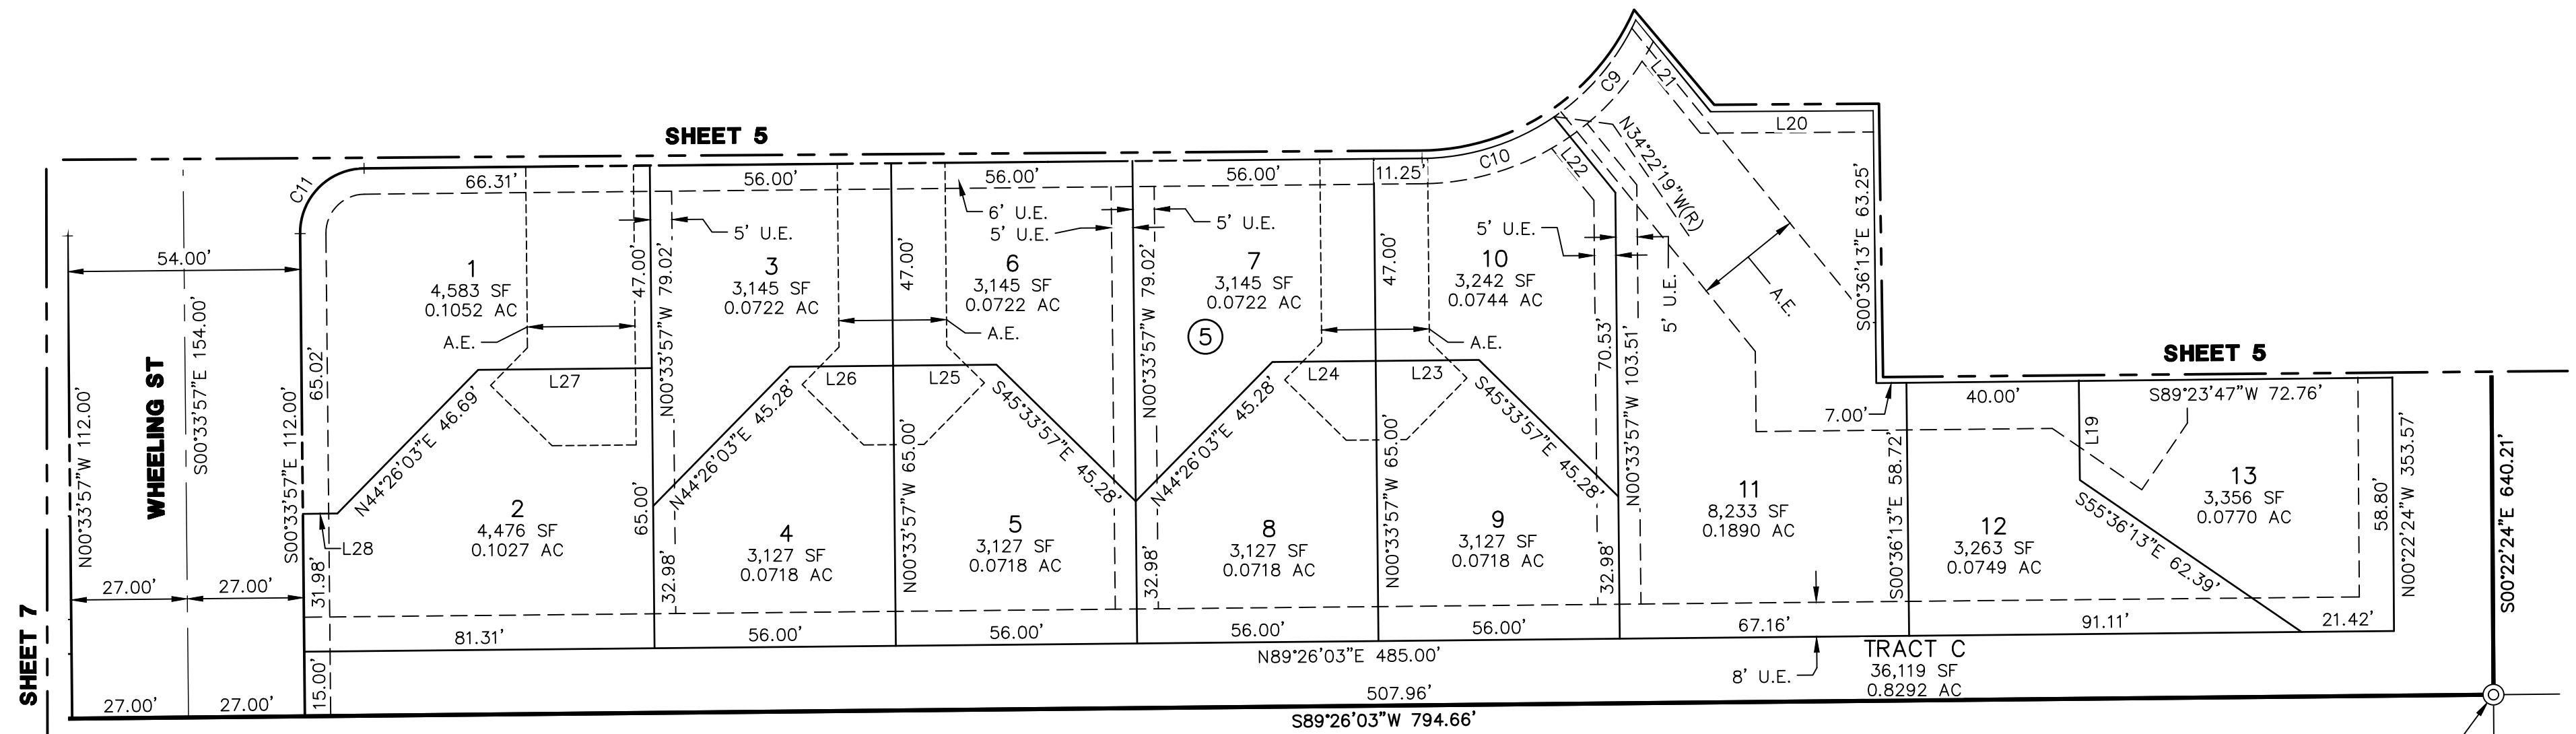 SHEET 5
C11
66.31'
56.00'
56.00'
56.00'
11.25'
C10
C9
L21
L20
L22
N34°22'19"W(R)
S00°36'13"E 63.25'
54.00'
5' U.E.
6' U.E.
5' U.E.
5' U.E.
5' U.E.
5' U.E.
A.E.
1
4,583 SF
0.1052 AC
47.00'
N00°33'57"W 79.02'
3
3,145 SF
0.0722 AC
47.00'
6
3,145 SF
0.0722 AC
N00°33'57"W 79.02'
7
3,145 SF
0.0722 AC
47.00'
10
3,242 SF
0.0744 AC
70.53'
N00°33'57"W 103.51'
A.E.
A.E.
A.E.
5
WHEELING ST
S00°33'57"E 154.00'
65.02'
N00°33'57"W 112.00'
S00°33'57"E 112.00'
L27
L26
L25
L24
L23
SHEET 5
40.00'
S89°23'47"W 72.76'
7.00'
L19
N44°26'03"E 46.69'
N44°26'03"E 45.28'
S45°33'57"E 45.28'
N44°26'03"E 45.28'
S45°33'57"E 45.28'
65.00'
N00°33'57"W 65.00'
N00°33'57"W 65.00'
S00°36'13"E 58.72'
S55°36'13"E 62.39'
58.80'
N00°22'24"W 353.57'
S00°22'24"E 640.21'
2
4,476 SF
0.1027 AC
4
3,127 SF
0.0718 AC
5
3,127 SF
0.0718 AC
8
3,127 SF
0.0718 AC
9
3,127 SF
0.0718 AC
11
8,233 SF
0.1890 AC
12
3,263 SF
0.0749 AC
13
3,356 SF
0.0770 AC
L28
31.98'
32.98'
32.98'
32.98'
27.00'
27.00'
SHEET 7
81.31'
56.00'
56.00'
56.00'
56.00'
67.16'
91.11'
21.42'
N89°26'03"E 485.00'
TRACT C
36,119 SF
0.8292 AC
8' U.E.
15.00'
27.00'
27.00'
507.96'
S89°26'03"W 794.66'